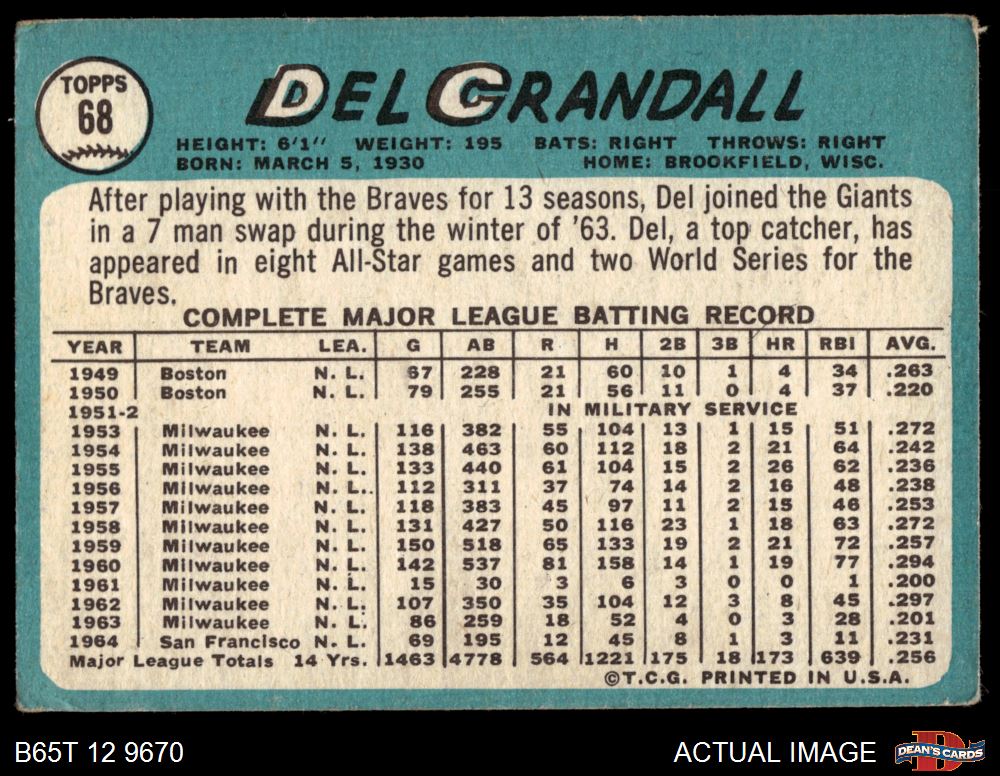 TOPPS
68
DEL CRANDALL
HEIGHT: 6'1" WEIGHT: 195 BATS: RIGHT THROWS: RIGHT
BORN: MARCH 5, 1930 HOME: BROOKFIELD, WISC.
After playing with the Braves for 13 seasons, Del joined the Giants
in a 7 man swap during the winter of '63. Del, a top catcher, has
appeared in eight All-Star games and two World Series for the
Braves.
COMPLETE MAJOR LEAGUE BATTING RECORD
YEAR TEAM LEA. G AB R H 2B 3B HR RBI AVG.
1949 Boston N. L. 67 228 21 60 10 1 4 34 .263
1950 Boston N. L. 79 255 21 56 11 0 4 37 .220
1951-2 IN MILITARY SERVICE
1953 Milwaukee N. L. 116 382 55 104 13 1 15 51 .272
1954 Milwaukee N. L. 138 463 60 112 18 2 21 64 .242
1955 Milwaukee N. L. 133 440 61 104 15 2 26 62 .236
1956 Milwaukee N. L.. 112 311 37 74 14 2 16 48 .238
1957 Milwaukee N. L. 118 383 45 97 11 2 15 46 .253
1958 Milwaukee N. L. 131 427 50 116 23 1 18 63 .272
1959 Milwaukee N. L. 150 518 65 133 19 2 21 72 .257
1960 Milwaukee N. L. 142 537 81 158 14 1 19 77 .294
1961 Milwaukee N. L. 15 30 3 6 3 0 0 1 .200
1962 Milwaukee N. L. 107 350 35 104 12 3 8 45 .297
1963 Milwaukee N. L. 86 259 18 52 4 0 3 28 .201
1964 San Francisco N. L. 69 195 12 45 8 1 3 11 .231
Major League Totals 14 Yrs. 1463 4778 564 1221 175 18 173 639 .256
©T.C.G. PRINTED IN U.S.A.
B65T 12 9670 ACTUAL IMAGE DEAN'S CARDS